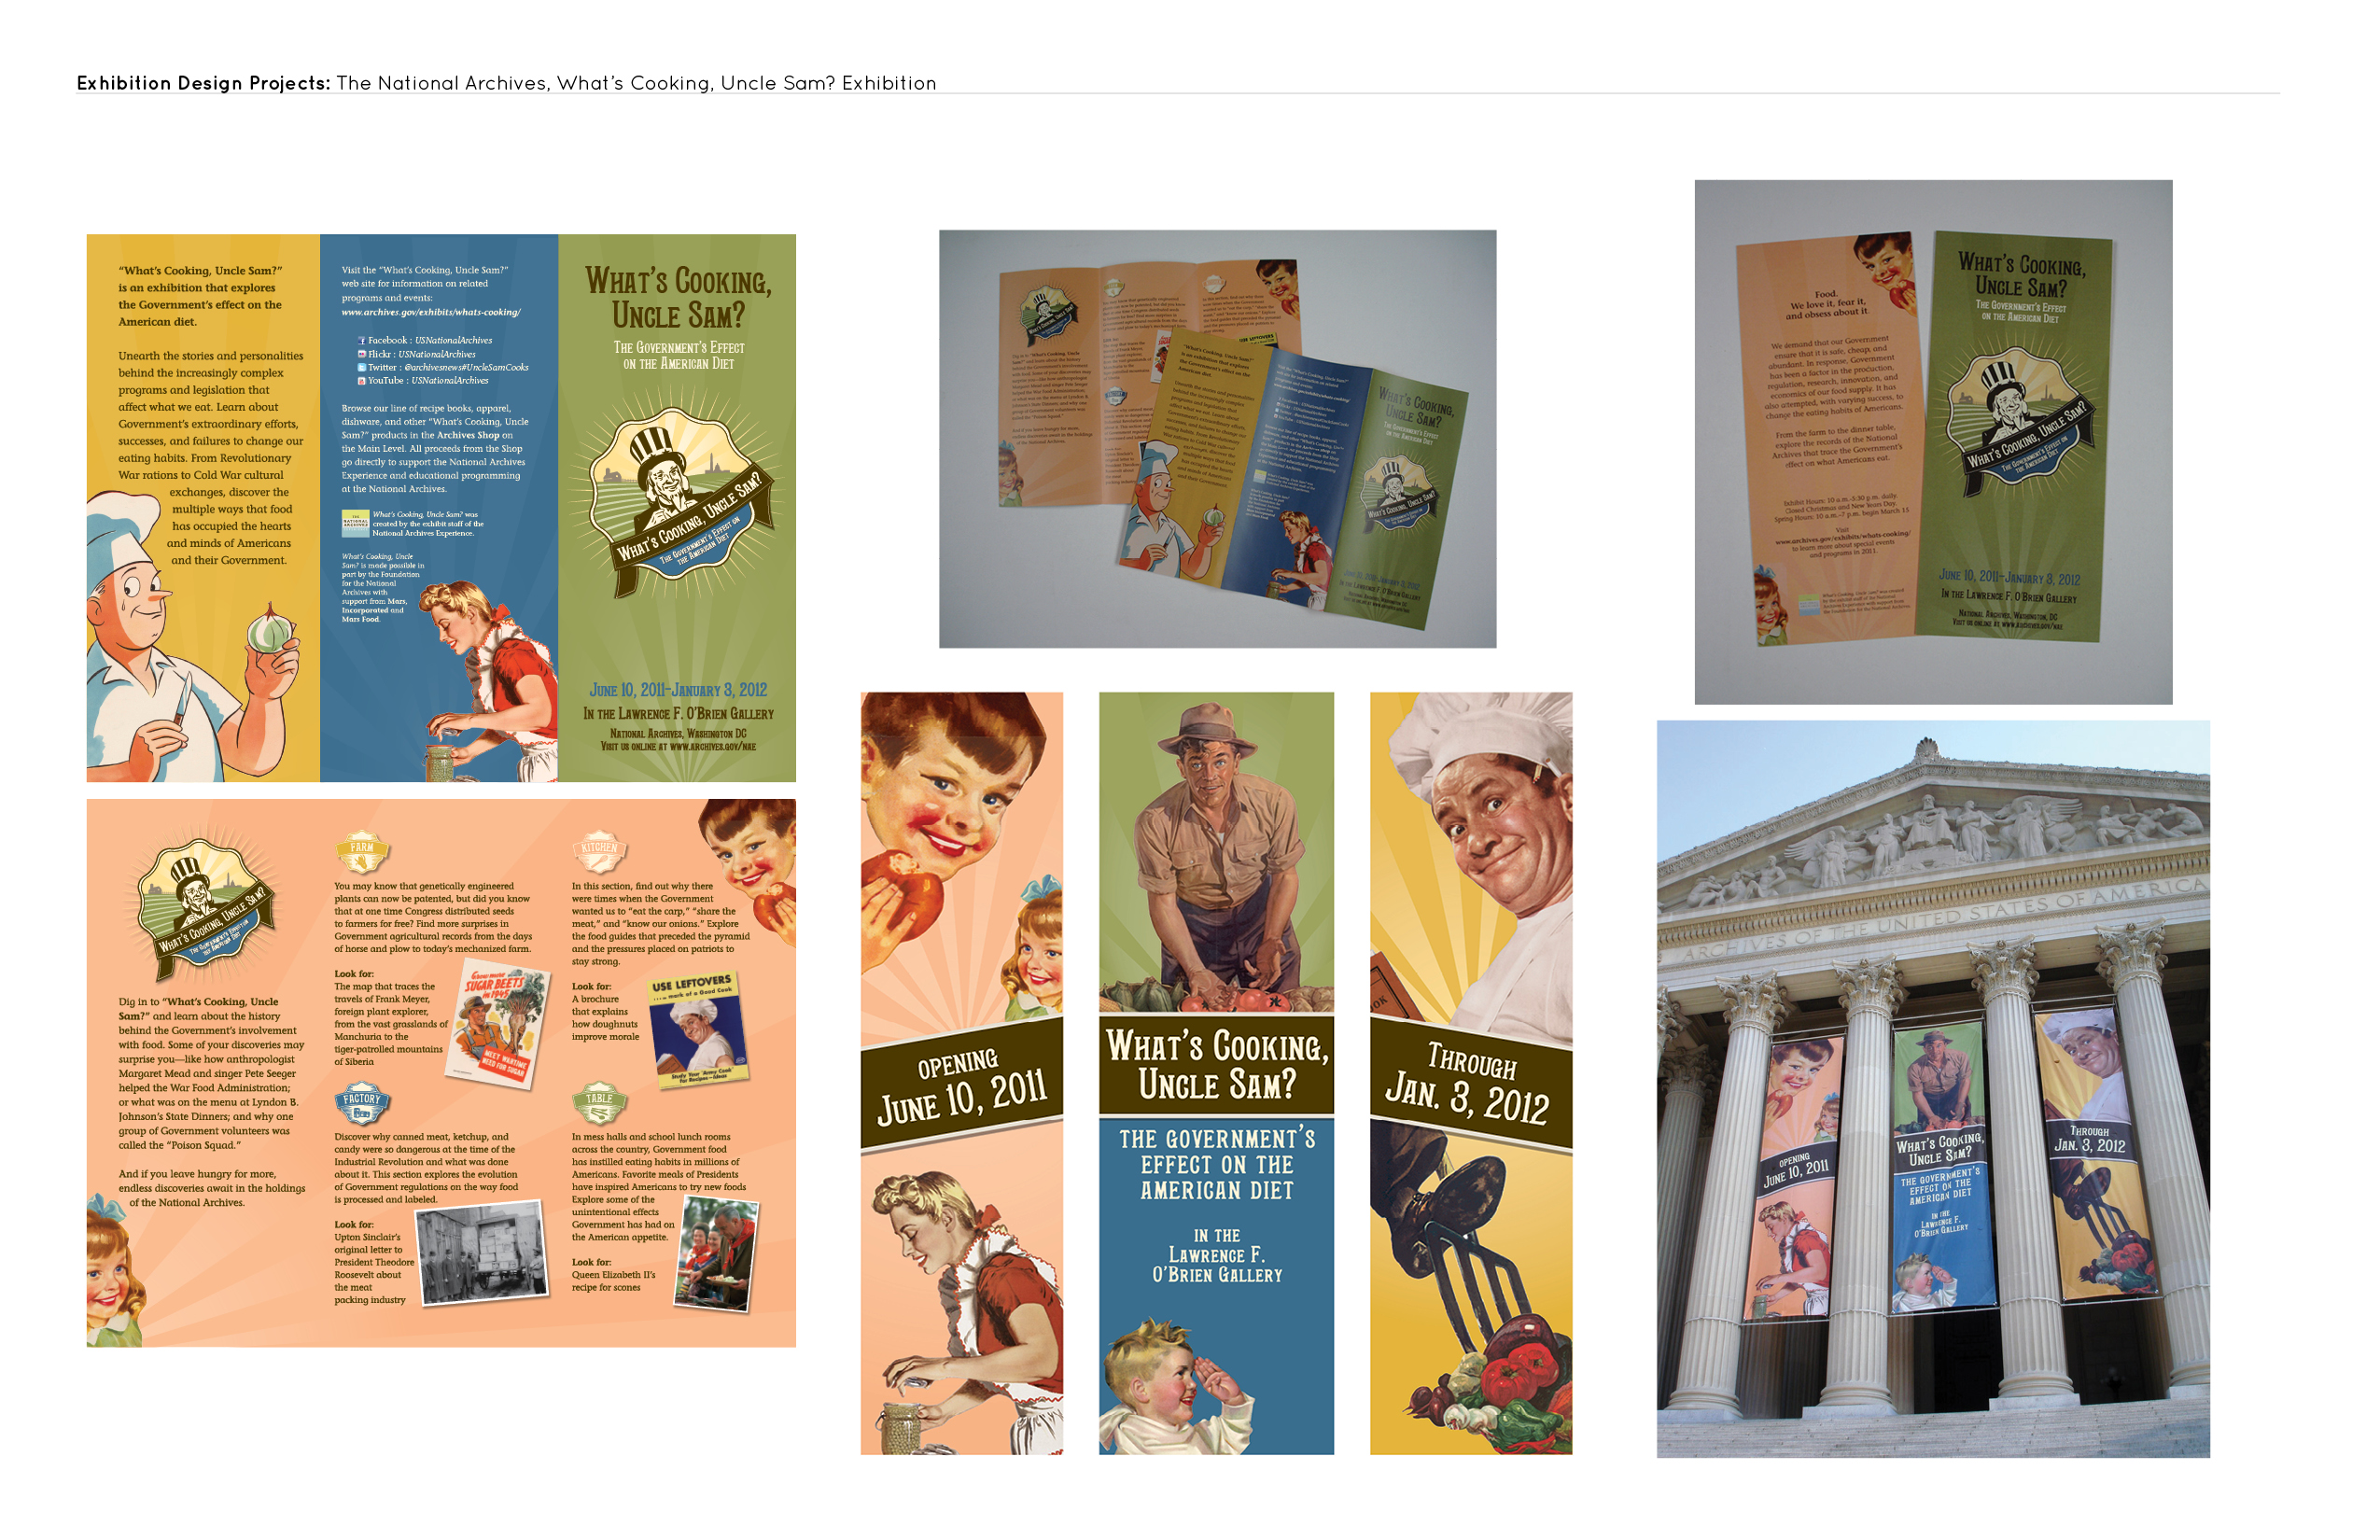 Exhibition Design Projects: The National Archives, What's Cooking, Uncle Sam? Exhibition
“What's Cooking, Uncle Sam?”
is an exhibition that explores
the Government's effect on the
American diet.
Unearth the stories and personalities
behind the increasingly complex
programs and legislation that
affect what we eat. Learn about
Government's extraordinary efforts,
successes, and failures to change our
eating habits. From Revolutionary
War rations to Cold War cultural
exchanges, discover the
multiple ways that food
has occupied the hearts
and minds of Americans
and their Government.
Visit the “What's Cooking, Uncle Sam?”
web site for information on related
programs and events:
www.archives.gov/exhibits/whats-cooking/
Facebook : USNationalArchives
Flickr : USNationalArchives
Twitter : @archivesnews#UncleSamCooks
YouTube : USNationalArchives
Browse our line of recipe books, apparel,
dishware, and other “What's Cooking, Uncle
Sam?” products in the Archives Shop on
the Main Level. All proceeds from the Shop
go directly to support the National Archives
Experience and educational programming
at the National Archives.
THE NATIONAL ARCHIVES
What's Cooking, Uncle Sam? was
created by the exhibit staff of the
National Archives Experience.
What's Cooking, Uncle
Sam? is made possible in
part by the Foundation
for the National
Archives with
support from Mars,
Incorporated and
Mars Food.
What's Cooking,
Uncle Sam?
The Government's Effect
on the American Diet
What's Cooking, Uncle Sam?
The Government's Effect on
the American Diet
June 10, 2011–January 3, 2012
In the Lawrence F. O'Brien Gallery
National Archives, Washington DC
Visit us online at www.archives.gov/nae
What's Cooking, Uncle Sam?
The Government's Effect on
the American Diet
Dig in to “What's Cooking, Uncle
Sam?” and learn about the history
behind the Government's involvement
with food. Some of your discoveries may
surprise you—like how anthropologist
Margaret Mead and singer Pete Seeger
helped the War Food Administration;
or what was on the menu at Lyndon B.
Johnson's State Dinners; and why one
group of Government volunteers was
called the “Poison Squad.”
And if you leave hungry for more,
endless discoveries await in the holdings
of the National Archives.
FARM
You may know that genetically engineered
plants can now be patented, but did you know
that at one time Congress distributed seeds
to farmers for free? Find more surprises in
Government agricultural records from the days
of horse and plow to today's mechanized farm.
Look for:
The map that traces the
travels of Frank Meyer,
foreign plant explorer,
from the vast grasslands of
Manchuria to the
tiger-patrolled mountains
of Siberia
Grow more
SUGAR BEETS
in 1945
MEET WARTIME
NEED FOR SUGAR
FACTORY
Discover why canned meat, ketchup, and
candy were so dangerous at the time of the
Industrial Revolution and what was done
about it. This section explores the evolution
of Government regulations on the way food
is processed and labeled.
Look for:
Upton Sinclair's
original letter to
President Theodore
Roosevelt about
the meat
packing industry
KITCHEN
In this section, find out why there
were times when the Government
wanted us to “eat the carp,” “share the
meat,” and “know our onions.” Explore
the food guides that preceded the pyramid
and the pressures placed on patriots to
stay strong.
Look for:
A brochure
that explains
how doughnuts
improve morale
USE LEFTOVERS
....mark of a Good Cook
Study Your Army Cook
for Recipes-Ideas
TABLE
In mess halls and school lunch rooms
across the country, Government food
has instilled eating habits in millions of
Americans. Favorite meals of Presidents
have inspired Americans to try new foods
Explore some of the
unintentional effects
Government has had on
the American appetite.
Look for:
Queen Elizabeth II's
recipe for scones
Food.
We love it, fear it,
and obsess about it.
We demand that our Government
ensure that it is safe, cheap, and
abundant. In response, Government
has been a factor in the production,
regulation, research, innovation, and
economics of our food supply. It has
also attempted, with varying success, to
change the eating habits of Americans.
From the farm to the dinner table,
explore the records of the National
Archives that trace the Government's
effect on what Americans eat.
Exhibit Hours: 10 a.m.-5:30 p.m. daily.
Closed Christmas and New Years Day.
Spring Hours: 10 a.m.-7 p.m. begin March 15
Visit
www.archives.gov/exhibits/whats-cooking/
to learn more about special events
and programs in 2011.
What's Cooking,
Uncle Sam?
The Government's Effect
on the American Diet
What's Cooking, Uncle Sam?
The Government's Effect on
the American Diet
June 10, 2011–January 3, 2012
In the Lawrence F. O'Brien Gallery
National Archives, Washington, DC
Visit us online at www.archives.gov/nae
OPENING
June 10, 2011
What's Cooking,
Uncle Sam?
The Government's
Effect on the
American Diet
in the
Lawrence F.
O'Brien Gallery
OK
Through
Jan. 3, 2012
ARCHIVES OF THE UNITED STATES OF AMERICA
OPENING
June 10, 2011
What's Cooking,
Uncle Sam?
The Government's
Effect on the
American Diet
in the
Lawrence F.
O'Brien Gallery
Through
Jan. 3, 2012